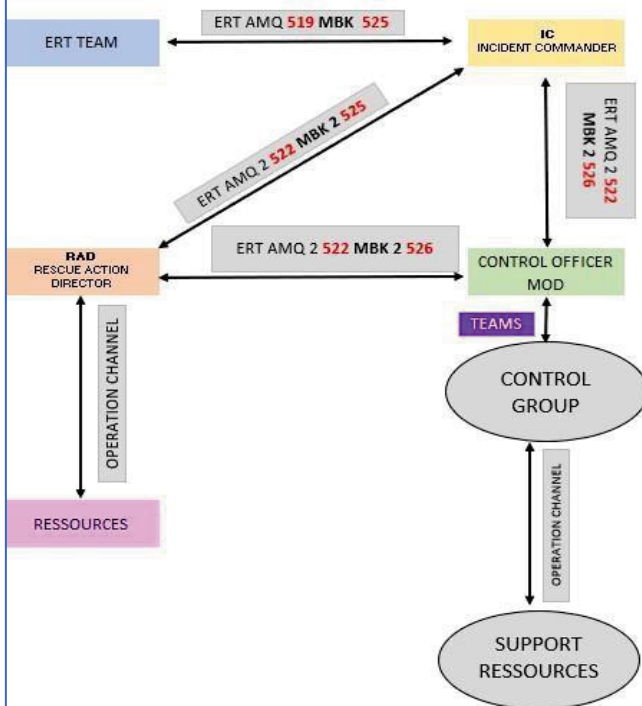 ERT AMQ 519 MBK 525
ERT TEAM
IC
INCIDENT COMMANDER
ERT AMQ 2 522 MBK 2 525
ERT AMQ 2 522
MBK 2 526
RAD
RESCUE ACTION
DIRECTOR
ERT AMQ 2 522 MBK 2 526
CONTROL OFFICER
MOD
TEAMS
CONTROL
GROUP
OPERATION CHANNEL
RESSOURCES
OPERATION CHANNEL
SUPPORT
RESSOURCES